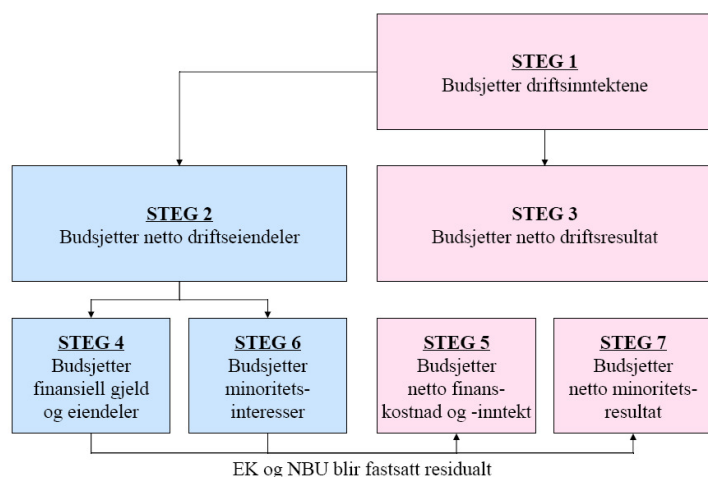 STEG 1
Budsjetter driftsinntektene
STEG 2
Budsjetter netto driftseiendeler
STEG 3
Budsjetter netto driftsresultat
STEG 4
Budsjetter
finansiell gjeld
og eiendeler
STEG 6
Budsjetter
minoritets-
interesser
STEG 5
Budsjetter
netto finans-
kostnad og -inntekt
STEG 7
Budsjetter
netto minoritets-
resultat
EK og NBU blir fastsatt residualt